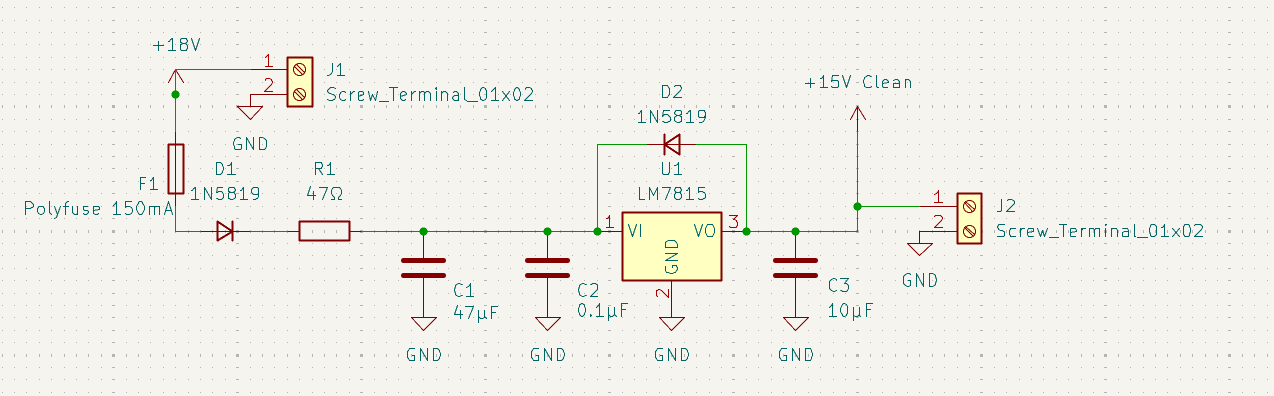 +18V
1
J1
2
Screw_Terminal_01x02
GND
F1
Polyfuse 150mA
D1
1N5819
R1
47Ω
C1
47µF
GND
C2
0.1µF
GND
D2
1N5819
U1
LM7815
1
VI
VO
3
GND
2
GND
C3
10µF
GND
+15V Clean
1
J2
2
Screw_Terminal_01x02
GND